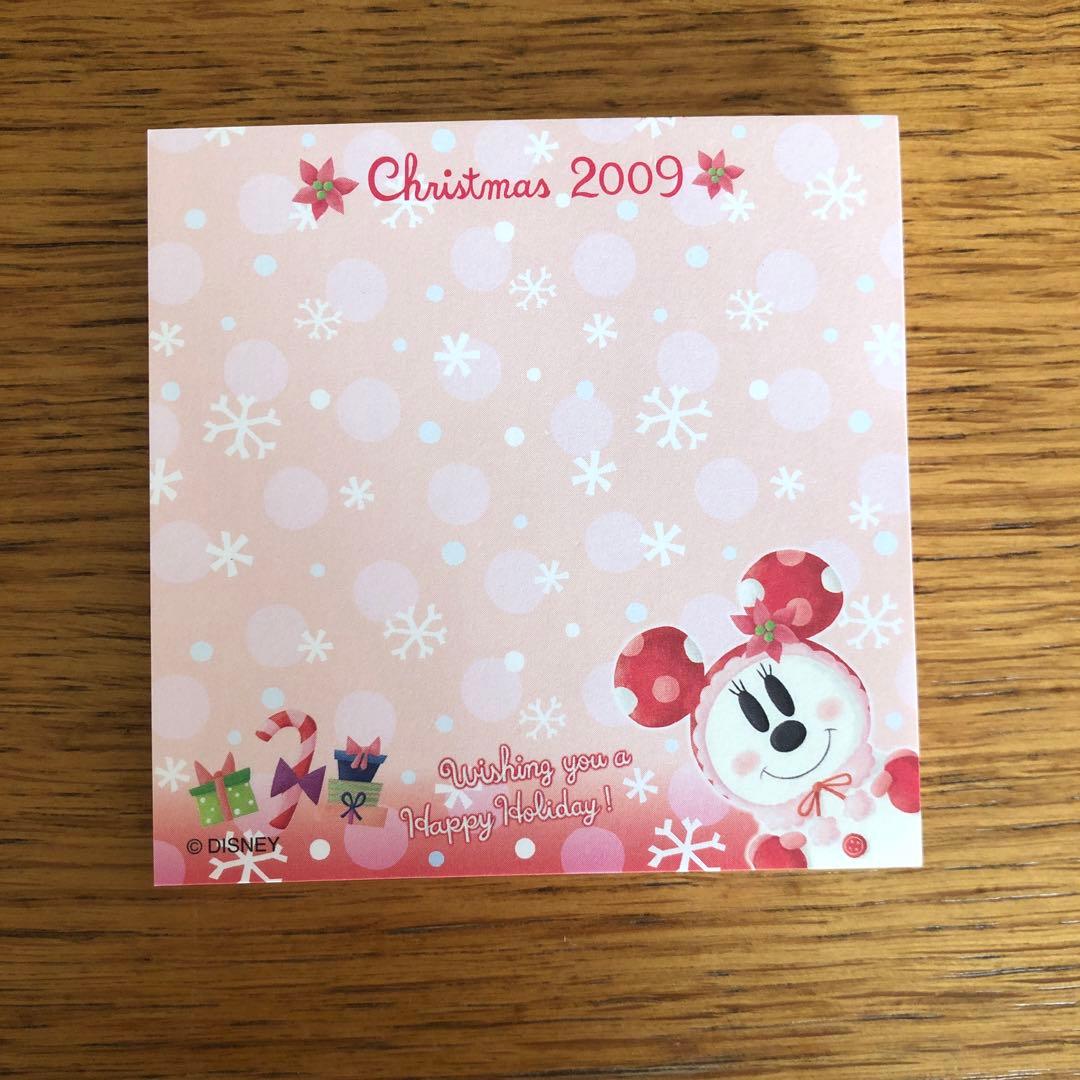 Christmas 2009
Wishing you a
Happy Holiday!
© DISNEY